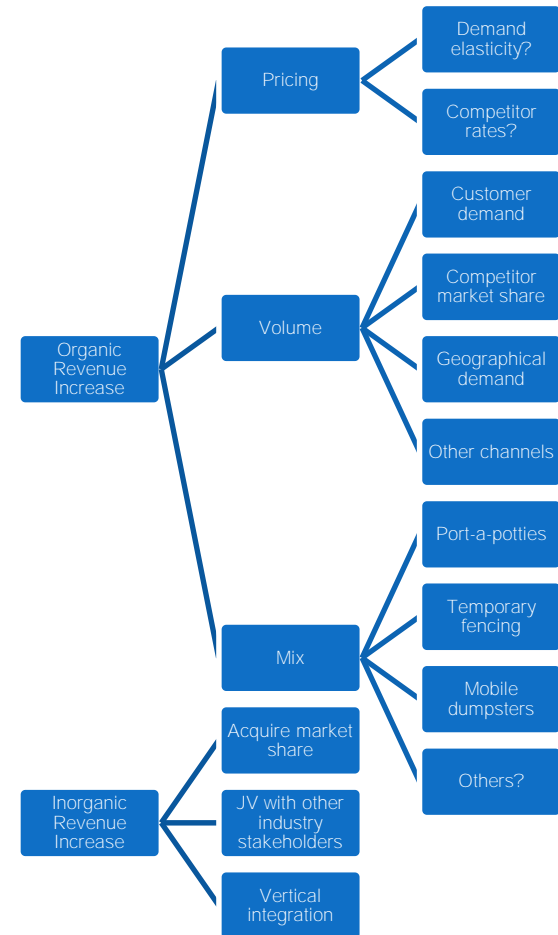 Organic
Revenue
Increase
Pricing
Demand
elasticity?
Competitor
rates?
Volume
Customer
demand
Competitor
market share
Geographical
demand
Other channels
Mix
Port-a-potties
Temporary
fencing
Mobile
dumpsters
Others?
Inorganic
Revenue
Increase
Acquire market
share
JV with other
industry
stakeholders
Vertical
integration